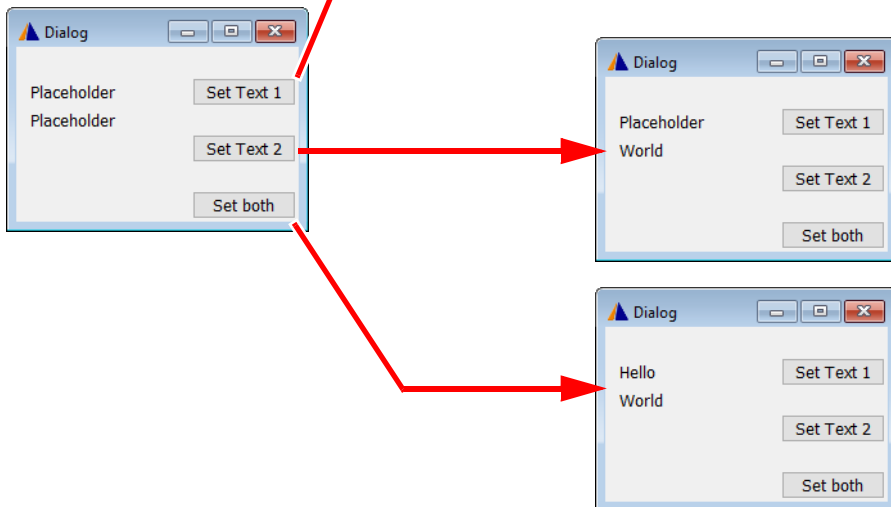 Dialog
Placeholder
Set Text 1
Placeholder
Set Text 2
Set both
Dialog
Placeholder
Set Text 1
World
Set Text 2
Set both
Dialog
Hello
Set Text 1
World
Set Text 2
Set both